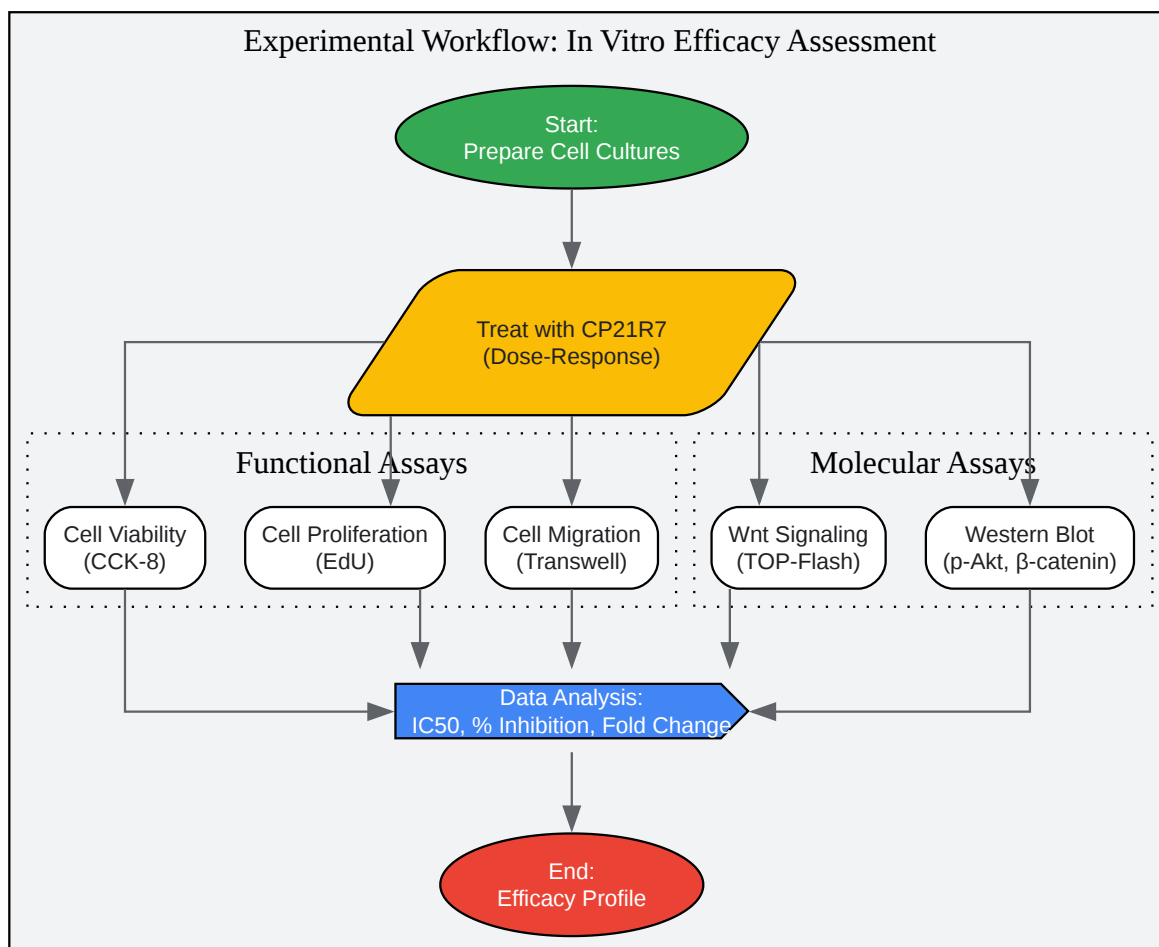 Experimental Workflow: In Vitro Efficacy Assessment
Start:
Prepare Cell Cultures
Treat with CP21R7
(Dose-Response)
Functional Assays
Molecular Assays
Cell Viability
(CCK-8)
Cell Proliferation
(EdU)
Cell Migration
(Transwell)
Wnt Signaling
(TOP-Flash)
Western Blot
(p-Akt, β-catenin)
Data Analysis:
IC50, % Inhibition, Fold Change
End:
Efficacy Profile